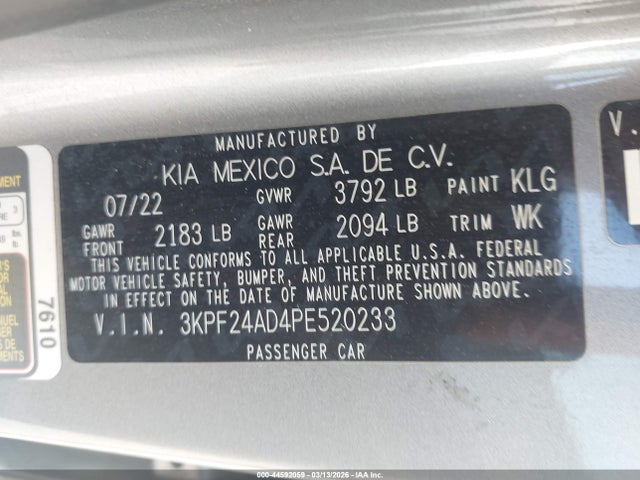 MANUFACTURED BY
KIA MEXICO S.A. DE C.V.
07/22 GVWR 3792 LB PAINT KLG
GAWR FRONT 2183 LB GAWR REAR 2094 LB TRIM WK
THIS VEHICLE CONFORMS TO ALL APPLICABLE U.S.A. FEDERAL
MOTOR VEHICLE SAFETY, BUMPER, AND THEFT PREVENTION STANDARDS
IN EFFECT ON THE DATE OF MANUFACTURE SHOWN ABOVE.
V.I.N. 3KPF24AD4PE520233
PASSENGER CAR
7610
V.
000-44592059 - 03/13/2026 - IAAI.COM